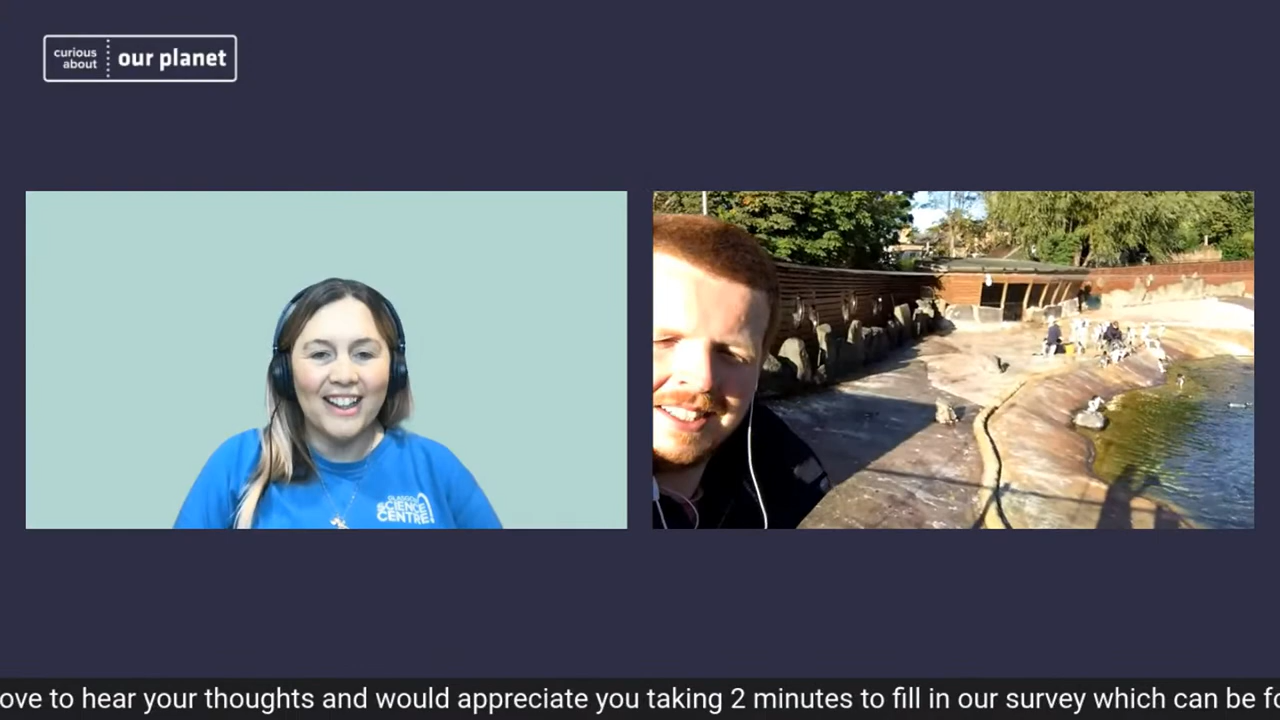 curious
about
our planet
GLASGOW
SCIENCE
CENTRE
ove to hear your thoughts and would appreciate you taking 2 minutes to fill in our survey which can be fo